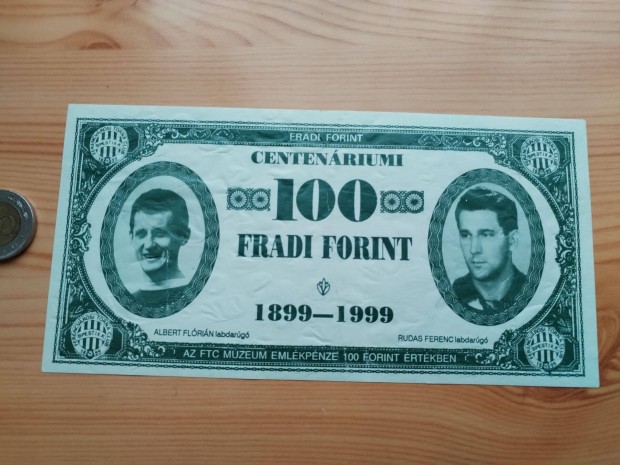 FRADI FORINT
CENTENÁRIUMI
100
FRADI FORINT
1899—1999
ALBERT FLÓRIÁN labdarúgó
RUDAS FERENC labdarúgó
AZ FTC MÚZEUM EMLÉKPÉNZE 100 FORINT ÉRTÉKBEN